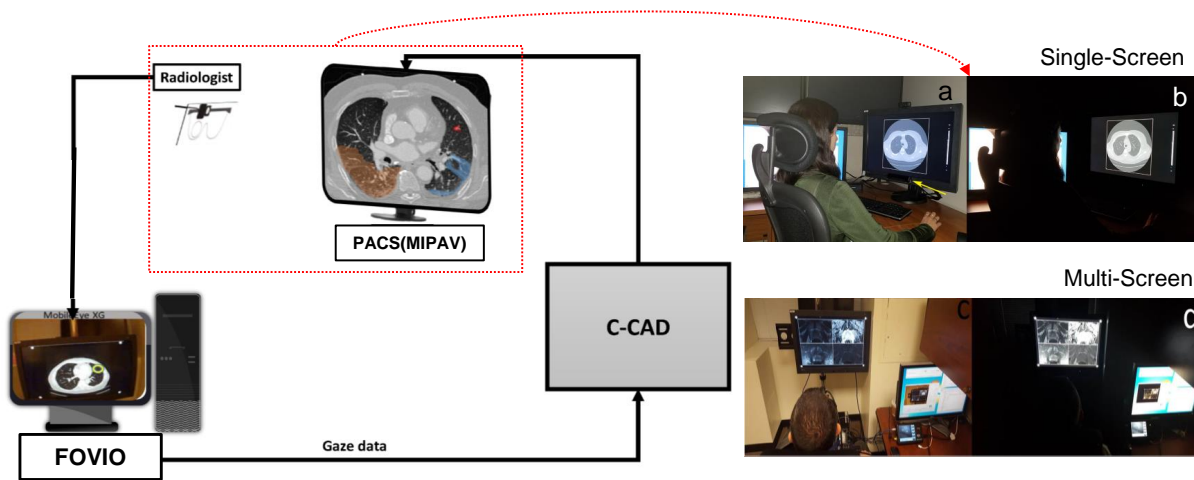 Single-Screen
Radiologist
a
b
PACS(MIPAV)
Multi-Screen
MobileEye XG
C-CAD
c
d
Gaze data
FOVIO